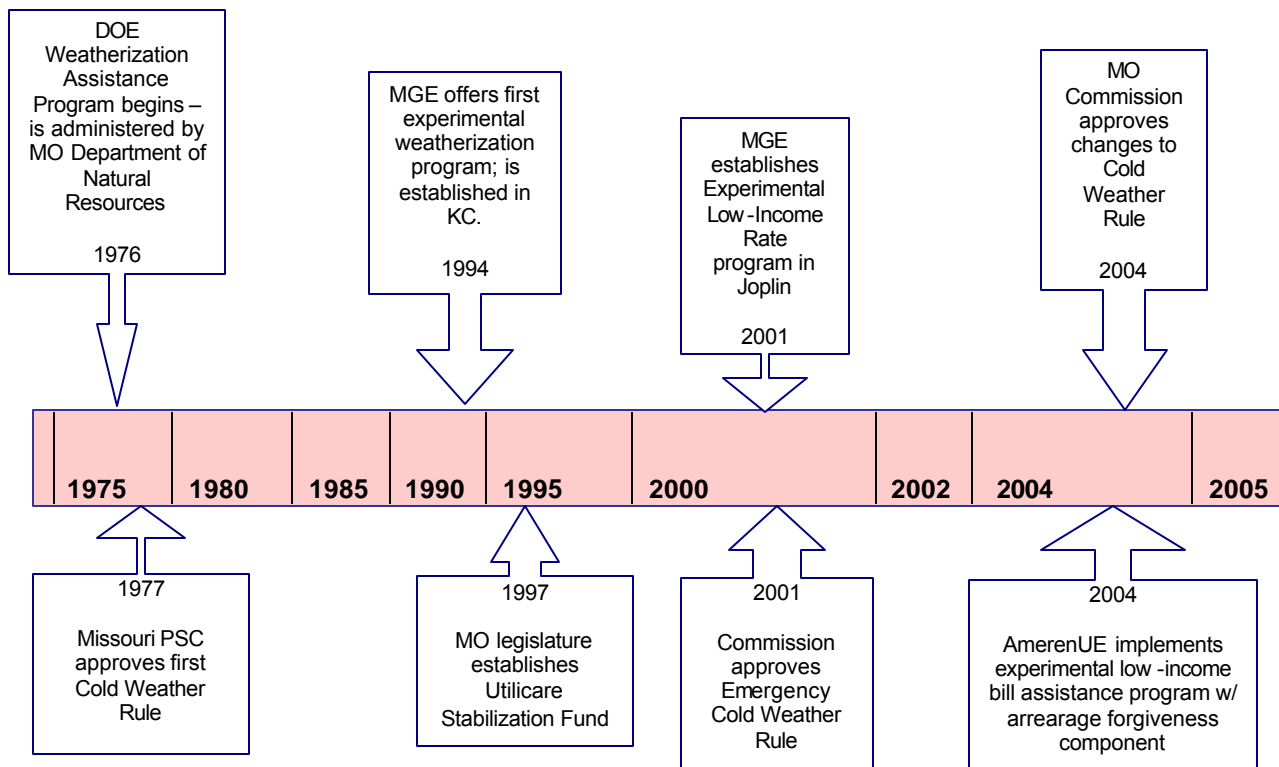 DOE
Weatherization
Assistance
Program begins –
is administered by
MO Department of
Natural
Resources
1976
MGE offers first
experimental
weatherization
program; is
established in
KC.
1994
MGE
establishes
Experimental
Low -Income
Rate
program in
Joplin
2001
MO
Commission
approves
changes to
Cold
Weather
Rule
2004
1975 1980 1985 1990 1995 2000 2002 2004 2005
1977
Missouri PSC
approves first
Cold Weather
Rule
1997
MO legislature
establishes
Utilicare
Stabilization Fund
2001
Commission
approves
Emergency
Cold Weather
Rule
2004
AmerenUE implements
experimental low -income
bill assistance program w/
arrearage forgiveness
component